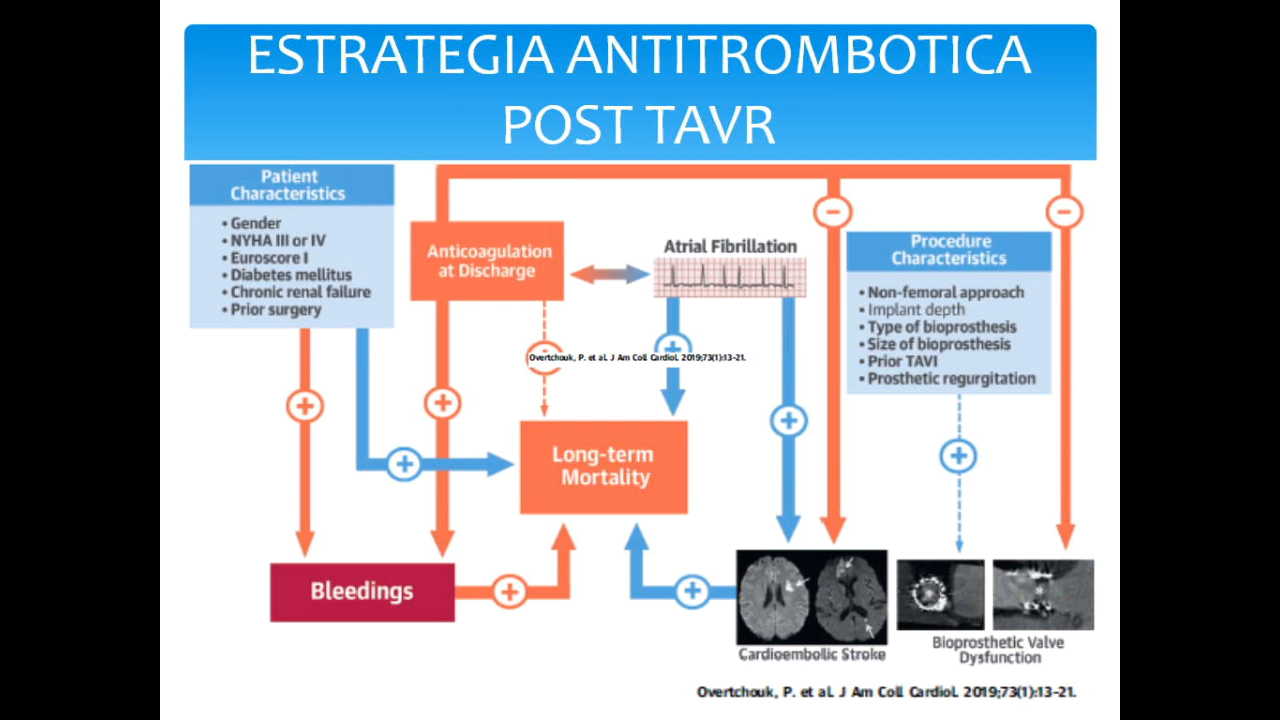 ESTRATEGIA ANTITROMBOTICA
POST TAVR
Patient
Characteristics
• Gender
• NYHA III or IV
• Euroscore I
• Diabetes mellitus
• Chronic renal failure
• Prior surgery
Anticoagulation
at Discharge
Atrial Fibrillation
Procedure
Characteristics
• Non-femoral approach
• Implant depth
• Type of bioprosthesis
• Size of bioprosthesis
• Prior TAVI
• Prosthetic regurgitation
−
−
Overtchouk, P. et al. J Am Coll Cardiol. 2019;73(1):13-21.
+
+
+
+
+
+
Long-term
Mortality
Bleedings
+
+
Cardioembolic Stroke
Bioprosthetic Valve
Dysfunction
Overtchouk, P. et al. J Am Coll Cardiol. 2019;73(1):13-21.